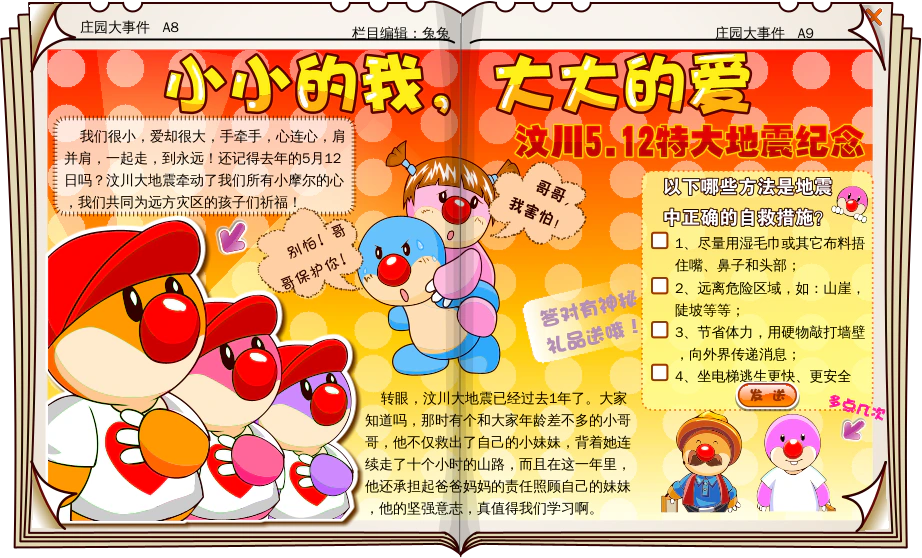 庄园大事件 A8
栏目编辑：兔兔
庄园大事件 A9
小小的我，大大的爱
汶川5.12特大地震纪念
我们很小，爱却很大，手牵手，心连心，肩
并肩，一起走，到永远！还记得去年的5月12
日吗？汶川大地震牵动了我们所有小摩尔的心
，我们共同为远方灾区的孩子们祈福！
别怕！哥
哥保护你！
哥哥，
我害怕！
答对有神秘
礼品送哦！
转眼，汶川大地震已经过去1年了。大家
知道吗，那时有个和大家年龄差不多的小哥
哥，他不仅救出了自己的小妹妹，背着她连
续走了十个小时的山路，而且在这一年里，
他还承担起爸爸妈妈的责任照顾自己的妹妹
，他的坚强意志，真值得我们学习啊。
以下哪些方法是地震
中正确的自救措施?
1、尽量用湿毛巾或其它布料捂
住嘴、鼻子和头部；
2、远离危险区域，如：山崖，
陡坡等等；
3、节省体力，用硬物敲打墙壁
，向外界传递消息；
4、坐电梯逃生更快、更安全
发 送
多点几次